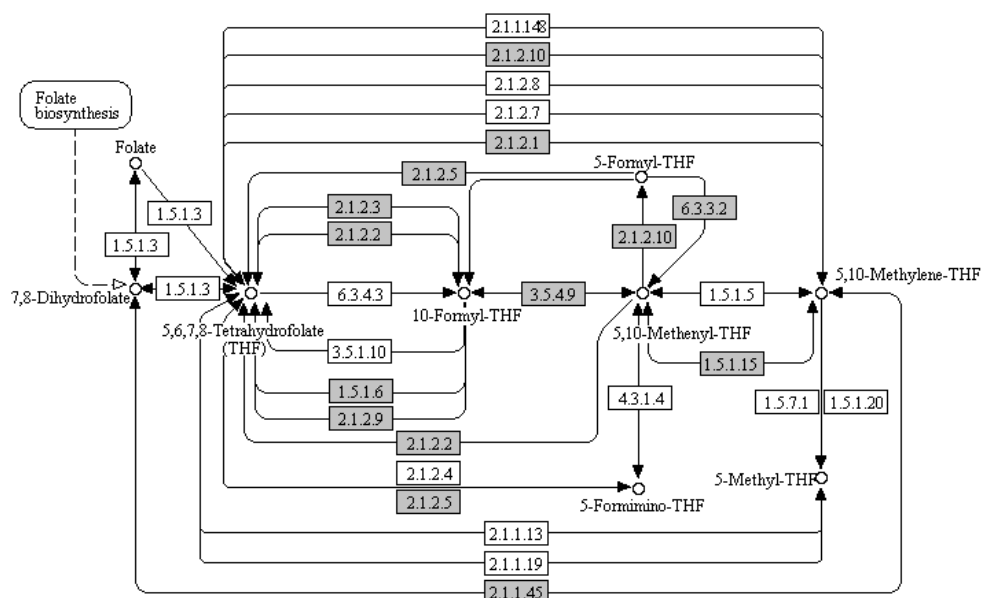 2.1.1.148
2.1.2.10
2.1.2.8
2.1.2.7
2.1.2.1
Folate
biosynthesis
Folate
5-Formyl-THF
2.1.2.5
1.5.1.3
2.1.2.3
6.3.3.2
2.1.2.2
2.1.2.10
1.5.1.3
5,10-Methylene-THF
7,8-Dihydrofolate
1.5.1.3
6.3.4.3
3.5.4.9
1.5.1.5
10-Formyl-THF
5,6,7,8-Tetrahydrofolate
(THF)
5,10-Methenyl-THF
3.5.1.10
1.5.1.15
1.5.1.6
4.3.1.4
1.5.7.1
1.5.1.20
2.1.2.9
2.1.2.2
2.1.2.4
5-Methyl-THF
2.1.2.5
5-Formimino-THF
2.1.1.13
2.1.1.19
2.1.1.45